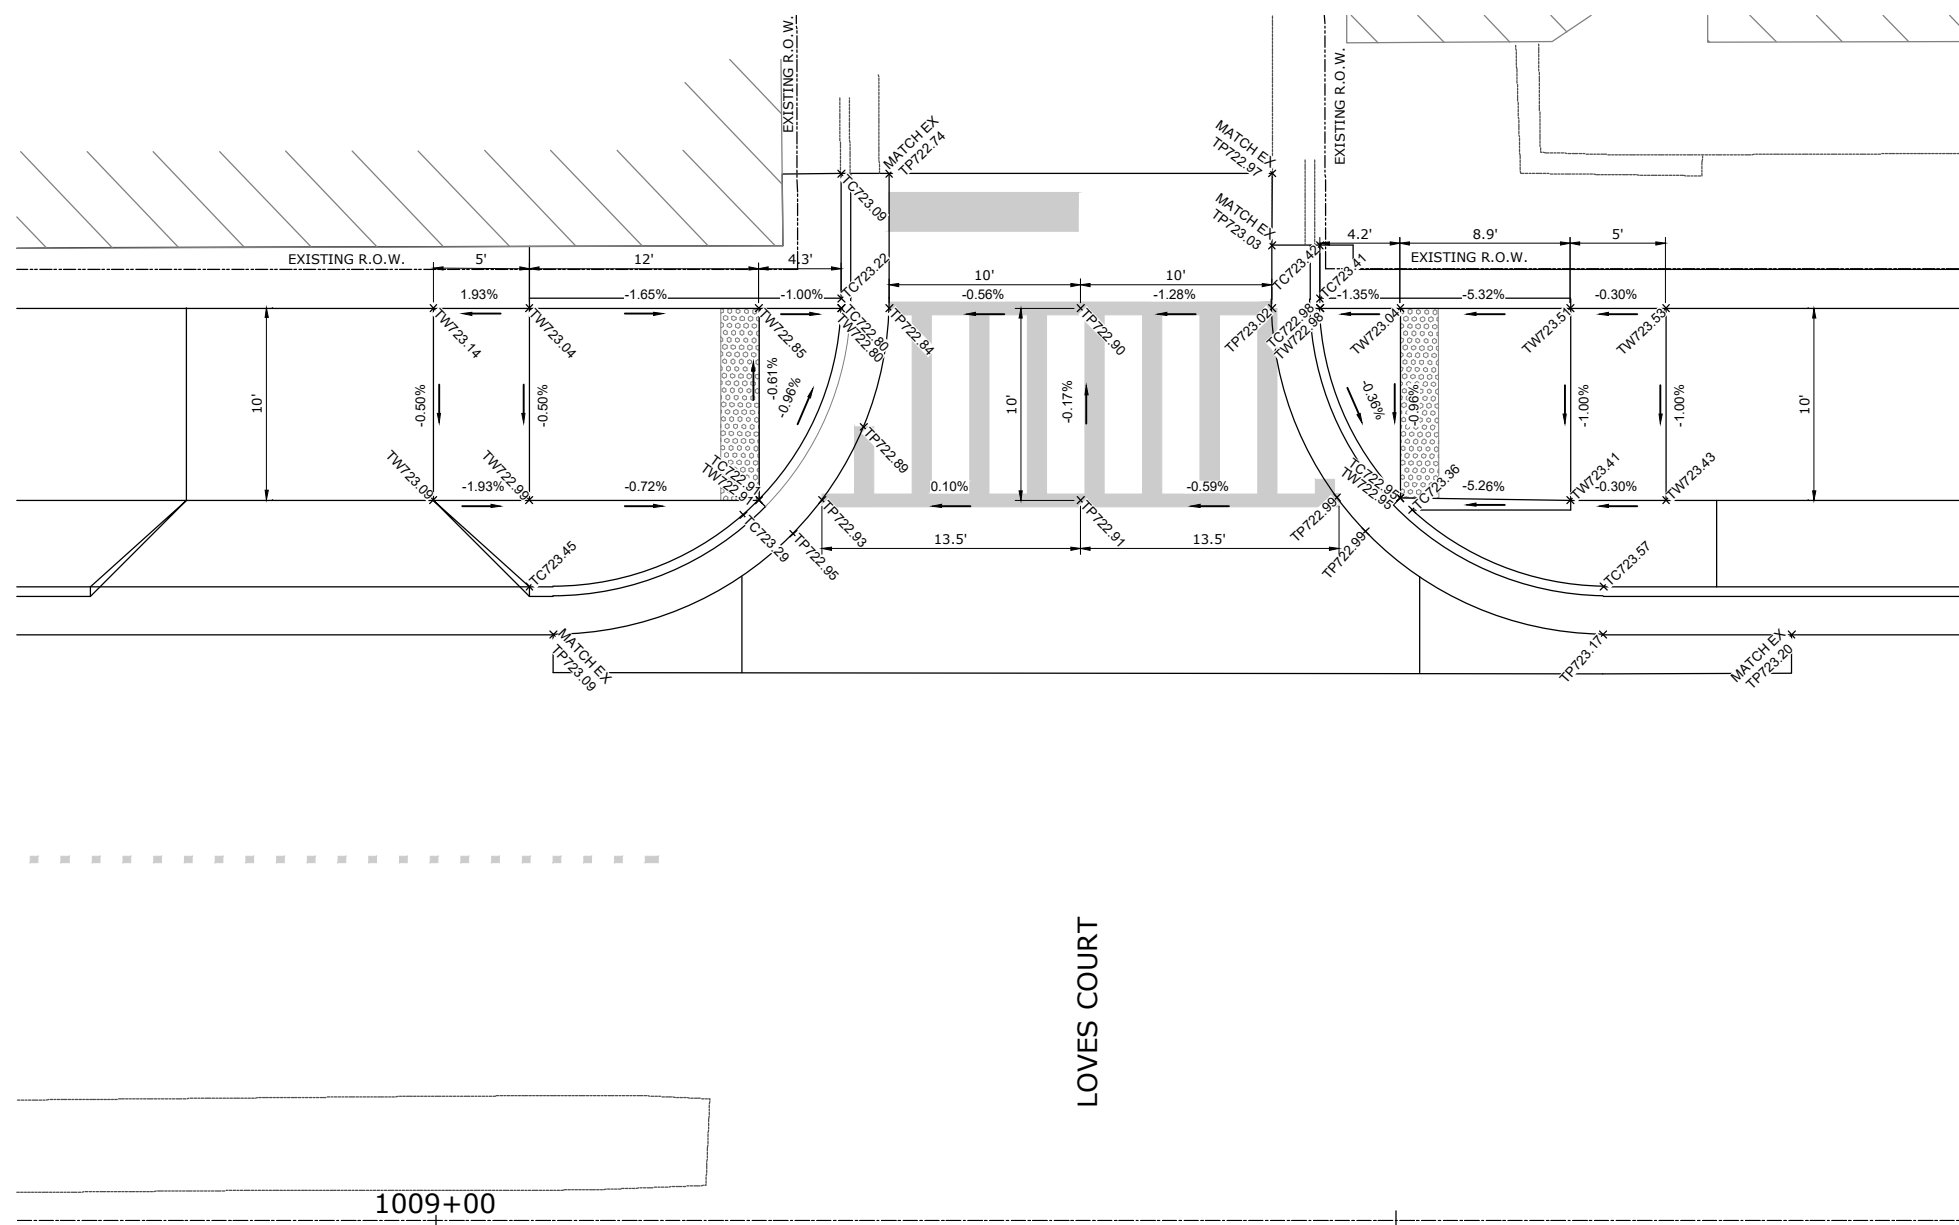 EXISTING R.O.W.
EXISTING R.O.W.
MATCH EX
TP722.74
MATCH EX
TP722.97
TC723.09
MATCH EX
TP723.03
EXISTING R.O.W.
5'
12'
4.3'
TC723.22
10'
10'
TC723.42
TC723.41
4.2'
8.9'
5'
EXISTING R.O.W.
1.93%
-1.65%
-1.00%
-0.56%
-1.28%
-1.35%
-5.32%
-0.30%
TW723.14
TW723.04
TW722.85
TC722.80
TW722.80
TP722.84
TP722.90
TP723.02
TC722.98
TW722.98
TW723.04
TW723.51
TW723.53
10'
-0.50%
-0.50%
-0.61%
-0.96%
10'
-0.17%
-0.36%
-0.96%
-1.00%
-1.00%
10'
TP722.89
TW723.09
TW722.99
TC722.91
TW722.91
TC722.95
TW722.95
TC723.36
TW723.41
TW723.43
-1.93%
-0.72%
0.10%
-0.59%
-5.26%
-0.30%
TC723.29
TP722.95
TP722.93
TP722.91
TP722.99
TP722.99
13.5'
13.5'
TC723.45
TC723.57
MATCH EX
TP723.09
TP723.17
MATCH EX
TP723.20
LOVES COURT
1009+00